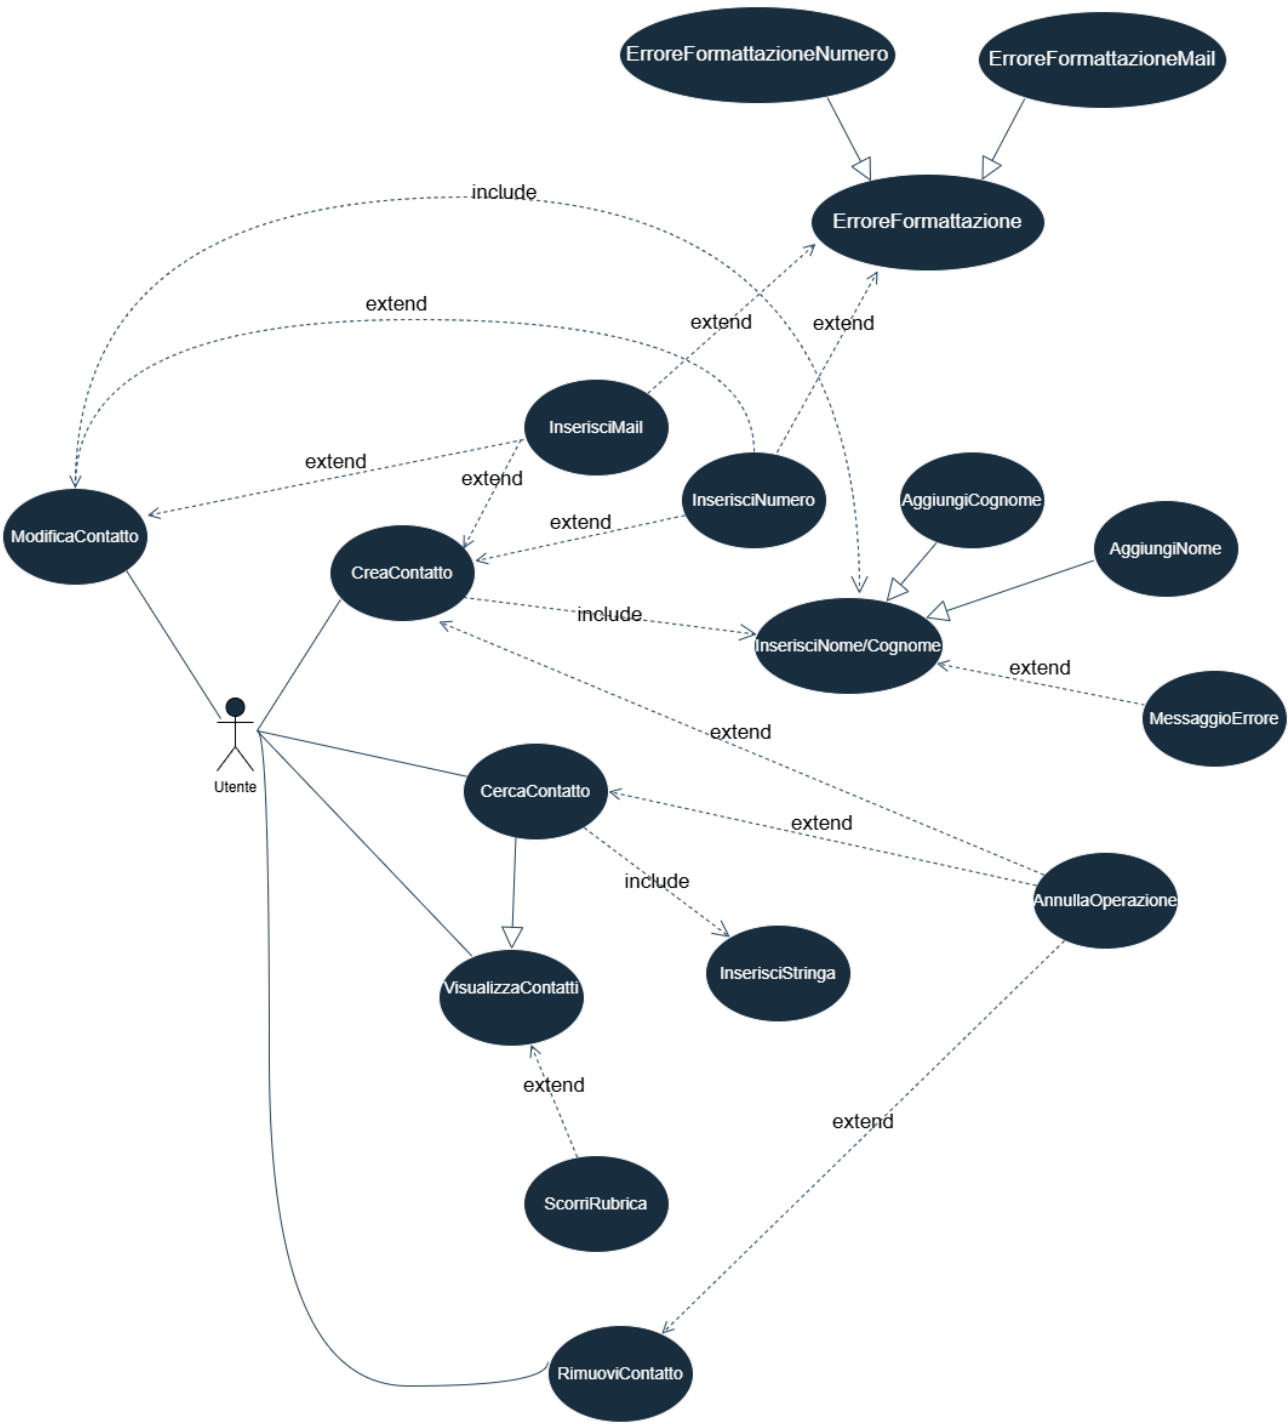 ErroreFormattazioneNumero
ErroreFormattazioneMail
include
ErroreFormattazione
extend
extend
extend
InserisciMail
extend
extend
InserisciNumero
AggiungiCognome
extend
ModificaContatto
AggiungiNome
CreaContatto
include
InserisciNome/Cognome
extend
MessaggioErrore
extend
Utente
CercaContatto
extend
include
AnnullaOperazione
InserisciStringa
VisualizzaContatti
extend
extend
ScorriRubrica
RimuoviContatto